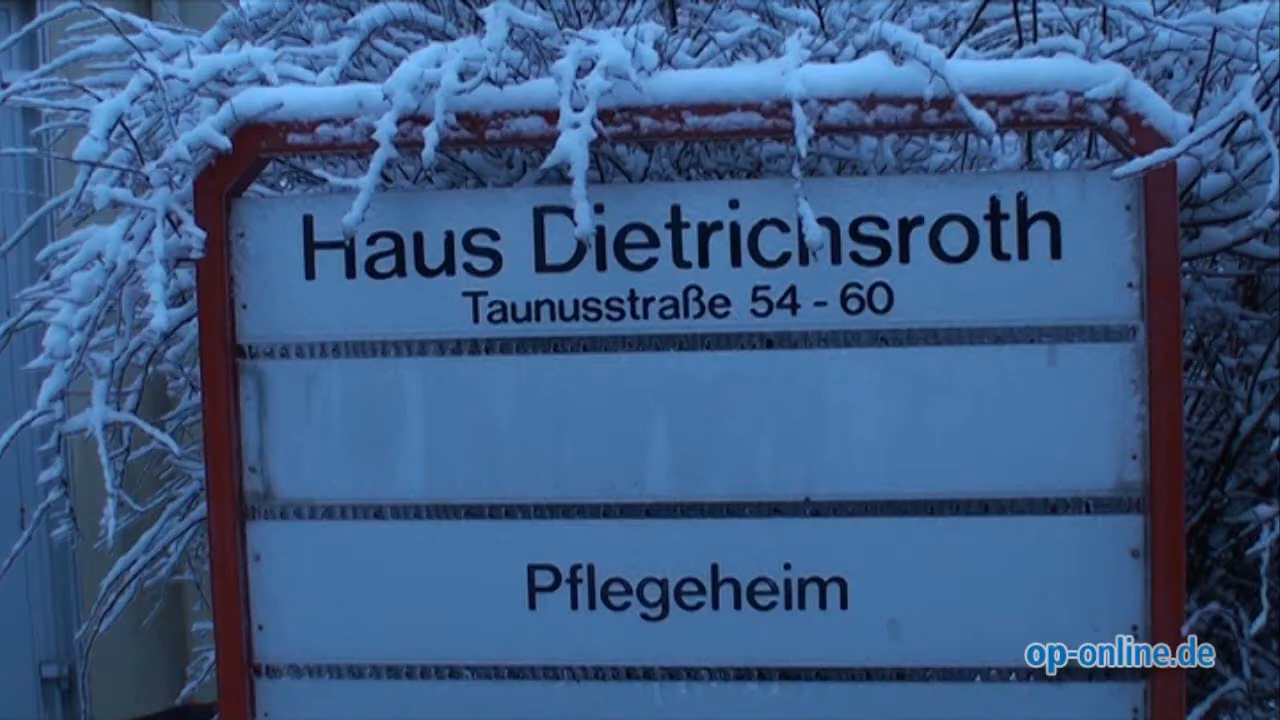 Haus Dietrichsroth
Taunusstraße 54 - 60
Pflegeheim
op-online.de